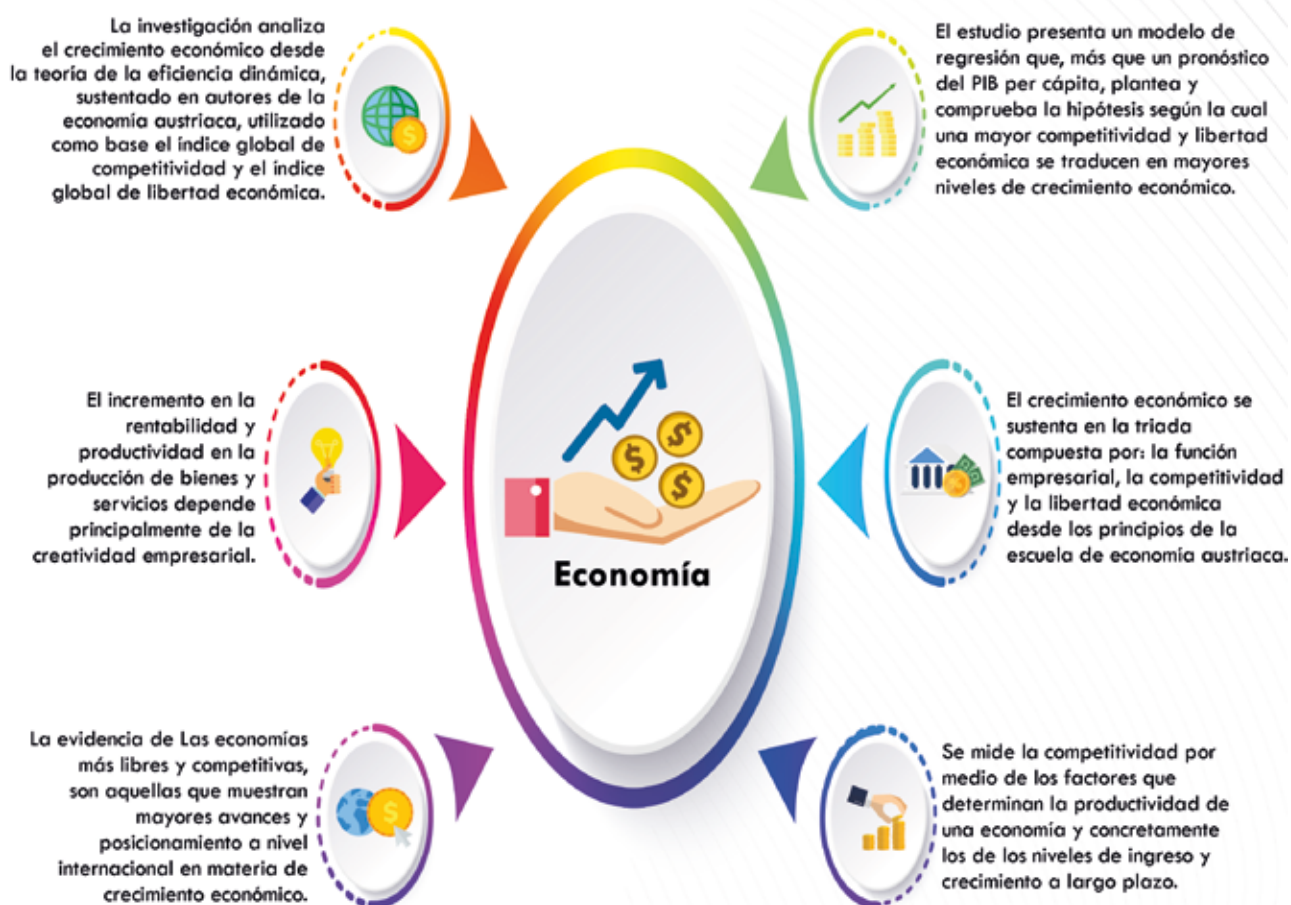 La investigación analiza
el crecimiento económico desde
la teoría de la eficiencia dinámica,
sustentado en autores de la
economía austriaca, utilizado
como base el índice global de
competitividad y el índice
global de libertad económica.
El estudio presenta un modelo de
regresión que, más que un pronóstico
del PIB per cápita, plantea y
comprueba la hipótesis según la cual
una mayor competitividad y libertad
económica se traducen en mayores
niveles de crecimiento económico.
El incremento en la
rentabilidad y
productividad en la
producción de bienes y
servicios depende
principalmente de la
creatividad empresarial.
Economía
El crecimiento económico se
sustenta en la triada
compuesta por: la función
empresarial, la competitividad
y la libertad económica
desde los principios de la
escuela de economía austriaca.
La evidencia de Las economías
más libres y competitivas,
son aquellas que muestran
mayores avances y
posicionamiento a nivel
internacional en materia de
crecimiento económico.
Se mide la competitividad por
medio de los factores que
determinan la productividad de
una economía y concretamente
los de los niveles de ingreso y
crecimiento a largo plazo.